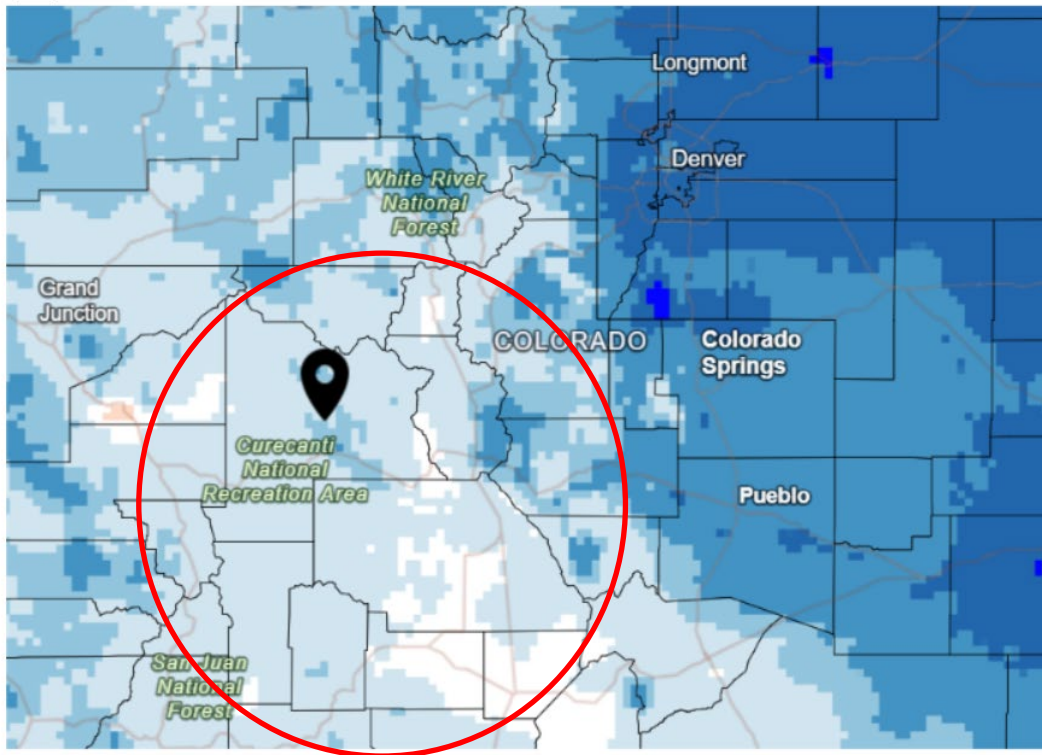 Longmont
Denver
White River
National
Forest
Grand
Junction
COLORADO
Colorado
Springs
Curecanti
National
Recreation Area
Pueblo
San Juan
National
Forest